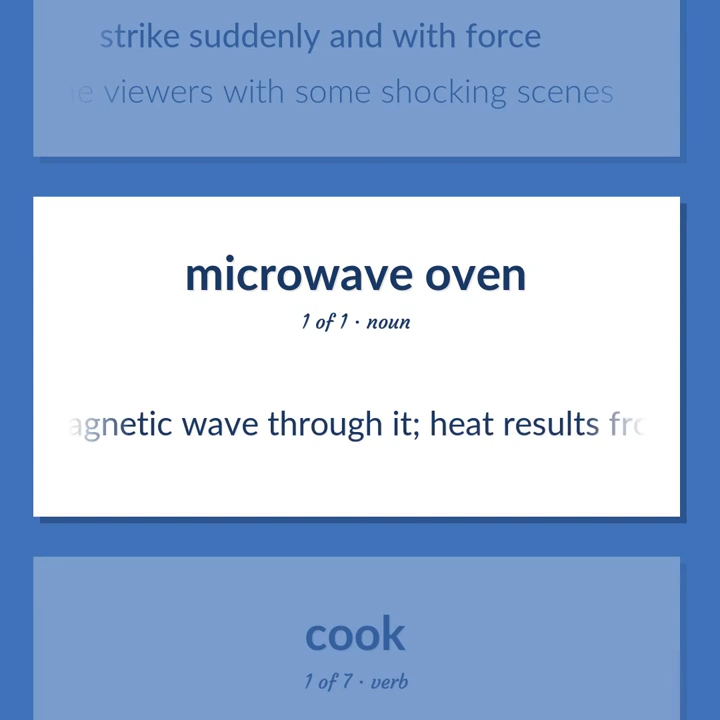 strike suddenly and with force
viewers with some shocking scenes
microwave oven
1 of 1 · noun
wave through it; heat results
cook
1 of 7 · verb